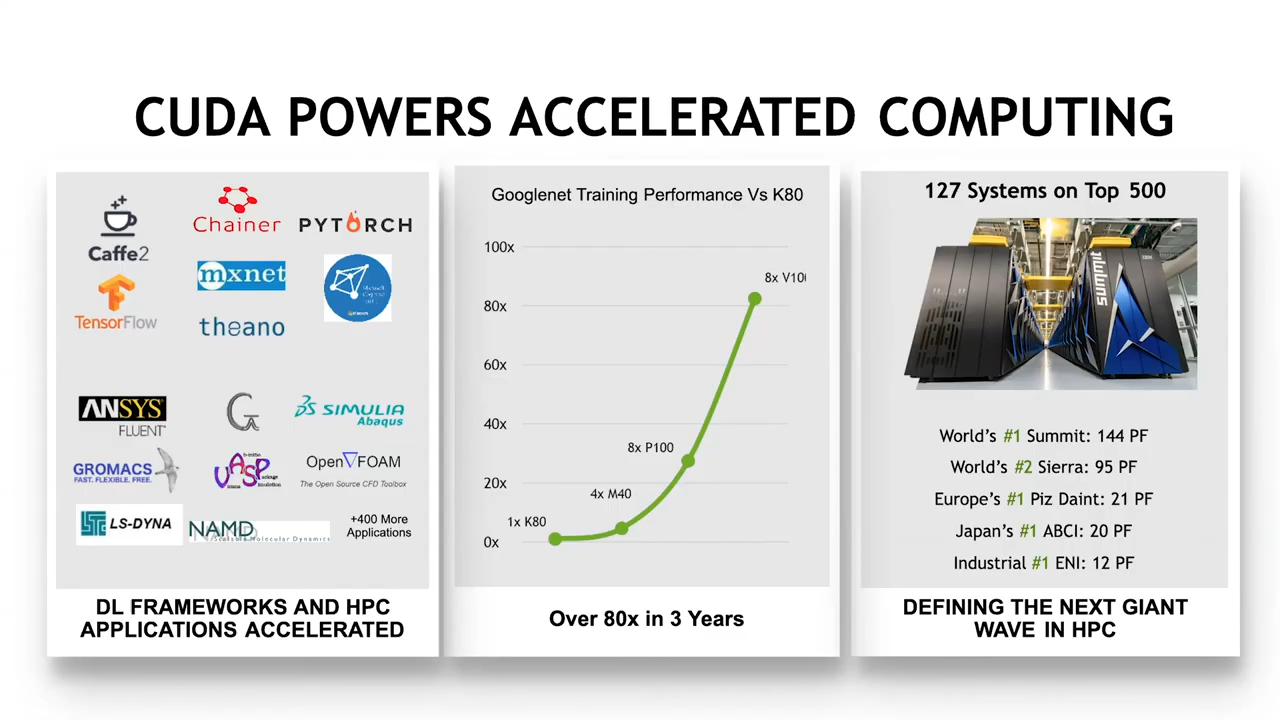 CUDA POWERS ACCELERATED COMPUTING
Caffe2
Chainer
PYTORCH
TensorFlow
mxnet
theano
ANSYS
FLUENT
SIMULIA
Abaqus
GROMACS
FAST. FLEXIBLE. FREE.
VASP
OpenFOAM
The Open Source CFD Toolbox
LS-DYNA
NAMD
Scalable Molecular Dynamics
+400 More
Applications
DL FRAMEWORKS AND HPC
APPLICATIONS ACCELERATED
Googlenet Training Performance Vs K80
100x
80x
60x
40x
20x
0x
1x K80
4x M40
8x P100
8x V10
Over 80x in 3 Years
127 Systems on Top 500
SUMMIT
IBM
World's #1 Summit: 144 PF
World's #2 Sierra: 95 PF
Europe's #1 Piz Daint: 21 PF
Japan's #1 ABCI: 20 PF
Industrial #1 ENI: 12 PF
DEFINING THE NEXT GIANT
WAVE IN HPC